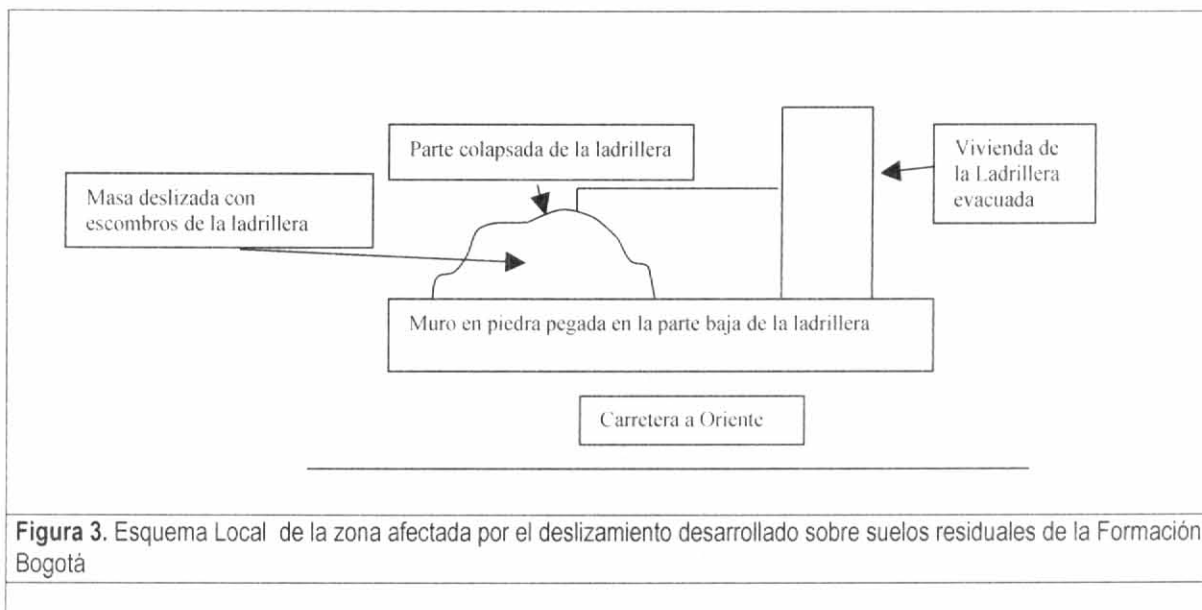 Parte colapsada de la ladrillera
Vivienda de
la Ladrillera
evacuada
Masa deslizada con
escombros de la ladrillera
Muro en piedra pegada en la parte baja de la ladrillera
Carretera a Oriente
Figura 3. Esquema Local de la zona afectada por el deslizamiento desarrollado sobre suelos residuales de la Formación
Bogotá